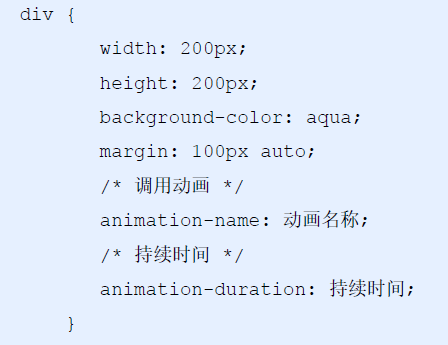 div {
width: 200px;
height: 200px;
background-color: aqua;
margin: 100px auto;
/* 调用动画 */
animation-name: 动画名称;
/* 持续时间 */
animation-duration: 持续时间;
}